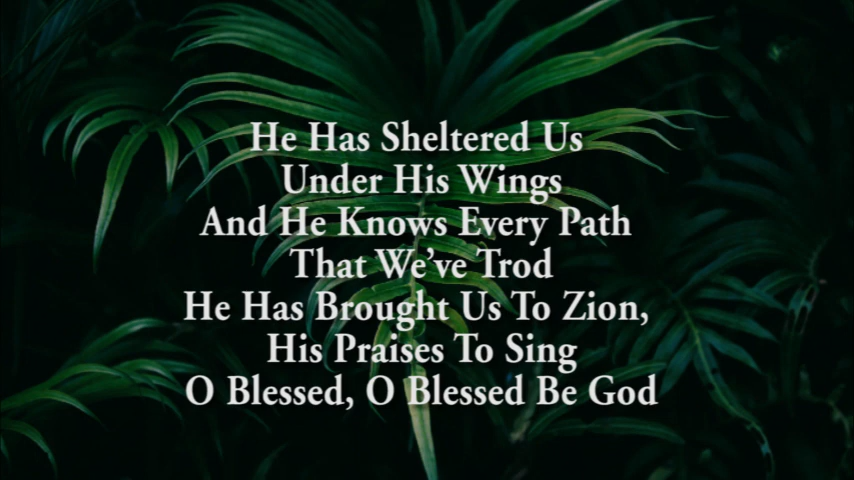 He Has Sheltered Us
Under His Wings
And He Knows Every Path
That We've Trod
He Has Brought Us To Zion,
His Praises To Sing
O Blessed, O Blessed Be God